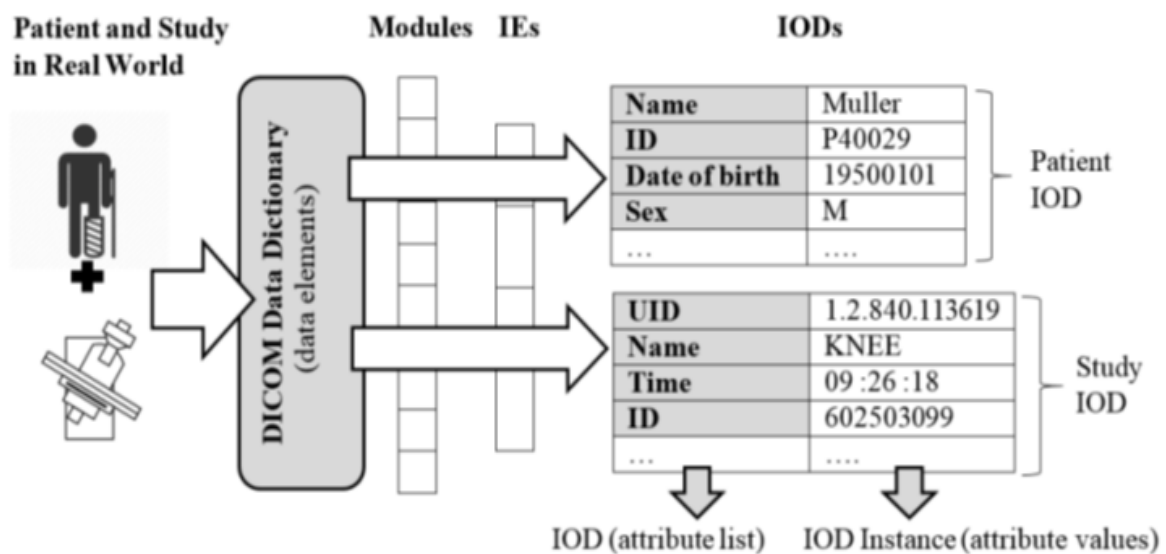 Patient and Study
in Real World
Modules
IEs
IODs
DICOM Data Dictionary
(data elements)
Name Muller
ID P40029
Date of birth 19500101
Sex M
... ....
Patient
IOD
UID 1.2.840.113619
Name KNEE
Time 09 :26 :18
ID 602503099
... ....
Study
IOD
IOD (attribute list)
IOD Instance (attribute values)